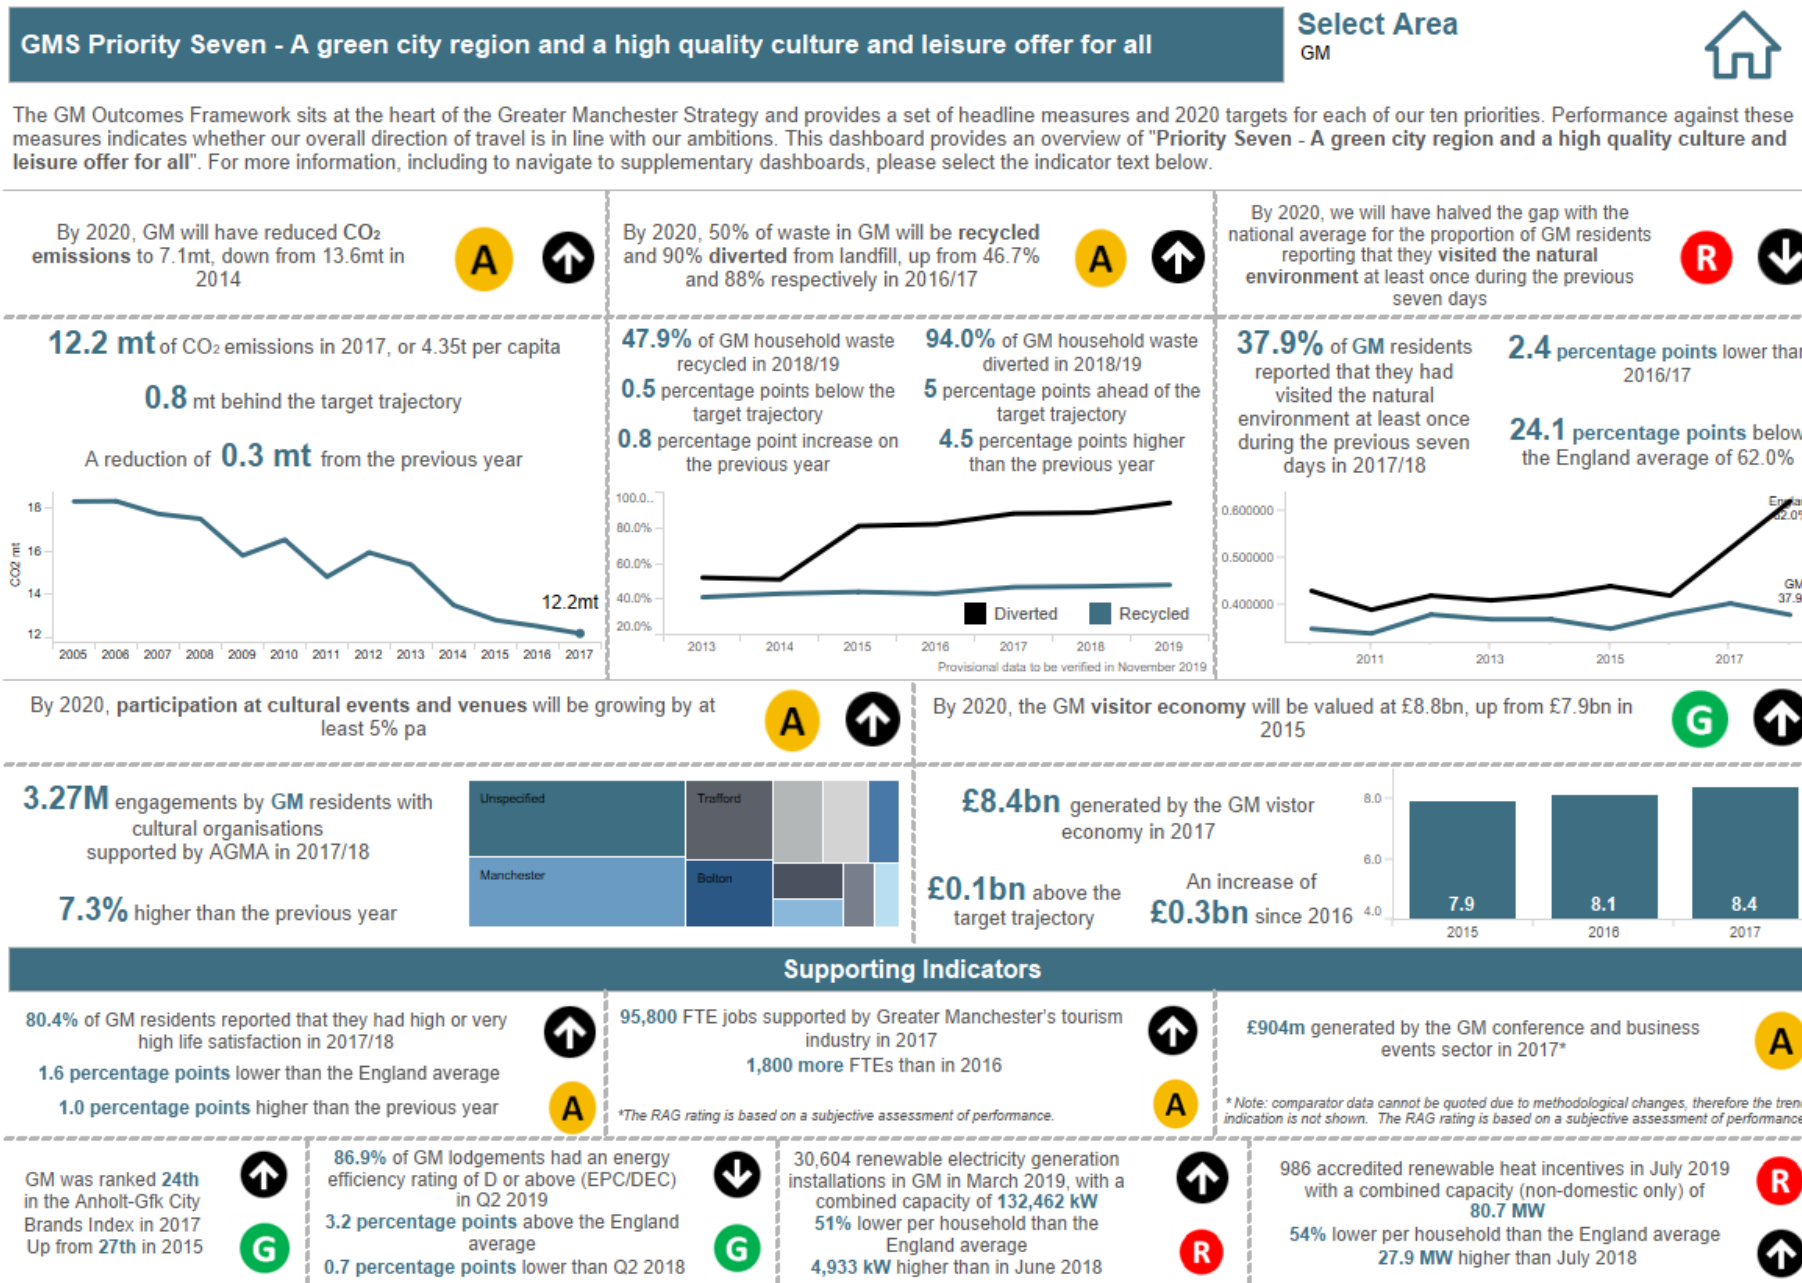 GMS Priority Seven - A green city region and a high quality culture and leisure offer for all
Select Area
GM
The GM Outcomes Framework sits at the heart of the Greater Manchester Strategy and provides a set of headline measures and 2020 targets for each of our ten priorities. Performance against these
measures indicates whether our overall direction of travel is in line with our ambitions. This dashboard provides an overview of "Priority Seven - A green city region and a high quality culture and
leisure offer for all". For more information, including to navigate to supplementary dashboards, please select the indicator text below.
By 2020, GM will have reduced CO₂
emissions to 7.1mt, down from 13.6mt in
2014
A
By 2020, 50% of waste in GM will be recycled
and 90% diverted from landfill, up from 46.7%
and 88% respectively in 2016/17
A
By 2020, we will have halved the gap with the
national average for the proportion of GM residents
reporting that they visited the natural
environment at least once during the previous
seven days
R
12.2 mt of CO₂ emissions in 2017, or 4.35t per capita
0.8 mt behind the target trajectory
A reduction of 0.3 mt from the previous year
18
16
14
12
CO2 mt
12.2mt
2005 2006 2007 2008 2009 2010 2011 2012 2013 2014 2015 2016 2017
47.9% of GM household waste
recycled in 2018/19
0.5 percentage points below the
target trajectory
0.8 percentage point increase on
the previous year
94.0% of GM household waste
diverted in 2018/19
5 percentage points ahead of the
target trajectory
4.5 percentage points higher
than the previous year
100.0..
80.0%
60.0%
40.0%
20.0%
Diverted
Recycled
2013 2014 2015 2016 2017 2018 2019
Provisional data to be verified in November 2019
37.9% of GM residents
reported that they had
visited the natural
environment at least once
during the previous seven
days in 2017/18
2.4 percentage points lower than
2016/17
24.1 percentage points below
the England average of 62.0%
0.600000
0.500000
0.400000
GM
37.9
2011 2013 2015 2017
By 2020, participation at cultural events and venues will be growing by at
least 5% pa
A
By 2020, the GM visitor economy will be valued at £8.8bn, up from £7.9bn in
2015
G
3.27M engagements by GM residents with
cultural organisations
supported by AGMA in 2017/18
7.3% higher than the previous year
Unspecified
Trafford
Manchester
Bolton
£8.4bn generated by the GM vistor
economy in 2017
£0.1bn above the
target trajectory
An increase of
£0.3bn since 2016
8.0
6.0
4.0
7.9 8.1 8.4
2015 2016 2017
Supporting Indicators
80.4% of GM residents reported that they had high or very
high life satisfaction in 2017/18
1.6 percentage points lower than the England average
1.0 percentage points higher than the previous year
A
95,800 FTE jobs supported by Greater Manchester's tourism
industry in 2017
1,800 more FTEs than in 2016
*The RAG rating is based on a subjective assessment of performance.
A
£904m generated by the GM conference and business
events sector in 2017*
A
* Note: comparator data cannot be quoted due to methodological changes, therefore the tren
indication is not shown. The RAG rating is based on a subjective assessment of performance
GM was ranked 24th
in the Anholt-Gfk City
Brands Index in 2017
Up from 27th in 2015
G
86.9% of GM lodgements had an energy
efficiency rating of D or above (EPC/DEC)
in Q2 2019
3.2 percentage points above the England
average
0.7 percentage points lower than Q2 2018
G
30,604 renewable electricity generation
installations in GM in March 2019, with a
combined capacity of 132,462 kW
51% lower per household than the
England average
4,933 kW higher than in June 2018
R
986 accredited renewable heat incentives in July 2019
with a combined capacity (non-domestic only) of
80.7 MW
54% lower per household than the England average
27.9 MW higher than July 2018
R